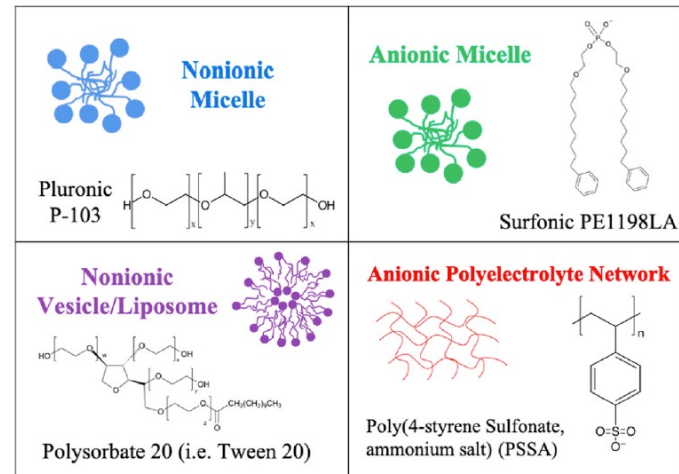 Nonionic
Micelle
Pluronic
P-103
H
O
x
O
y
O
x
OH
Anionic Micelle
O
O⁻
P
O
O
O
O
Surfonic PE1198LA
Nonionic
Vesicle/Liposome
HO
O
w
O
x
OH
O
O
y
OH
O
O
z
O
CH₂(CH₂)₉CH₃
Polysorbate 20 (i.e. Tween 20)
Anionic Polyelectrolyte Network
n
O=S=O
O⁻
Poly(4-styrene Sulfonate,
ammonium salt) (PSSA)